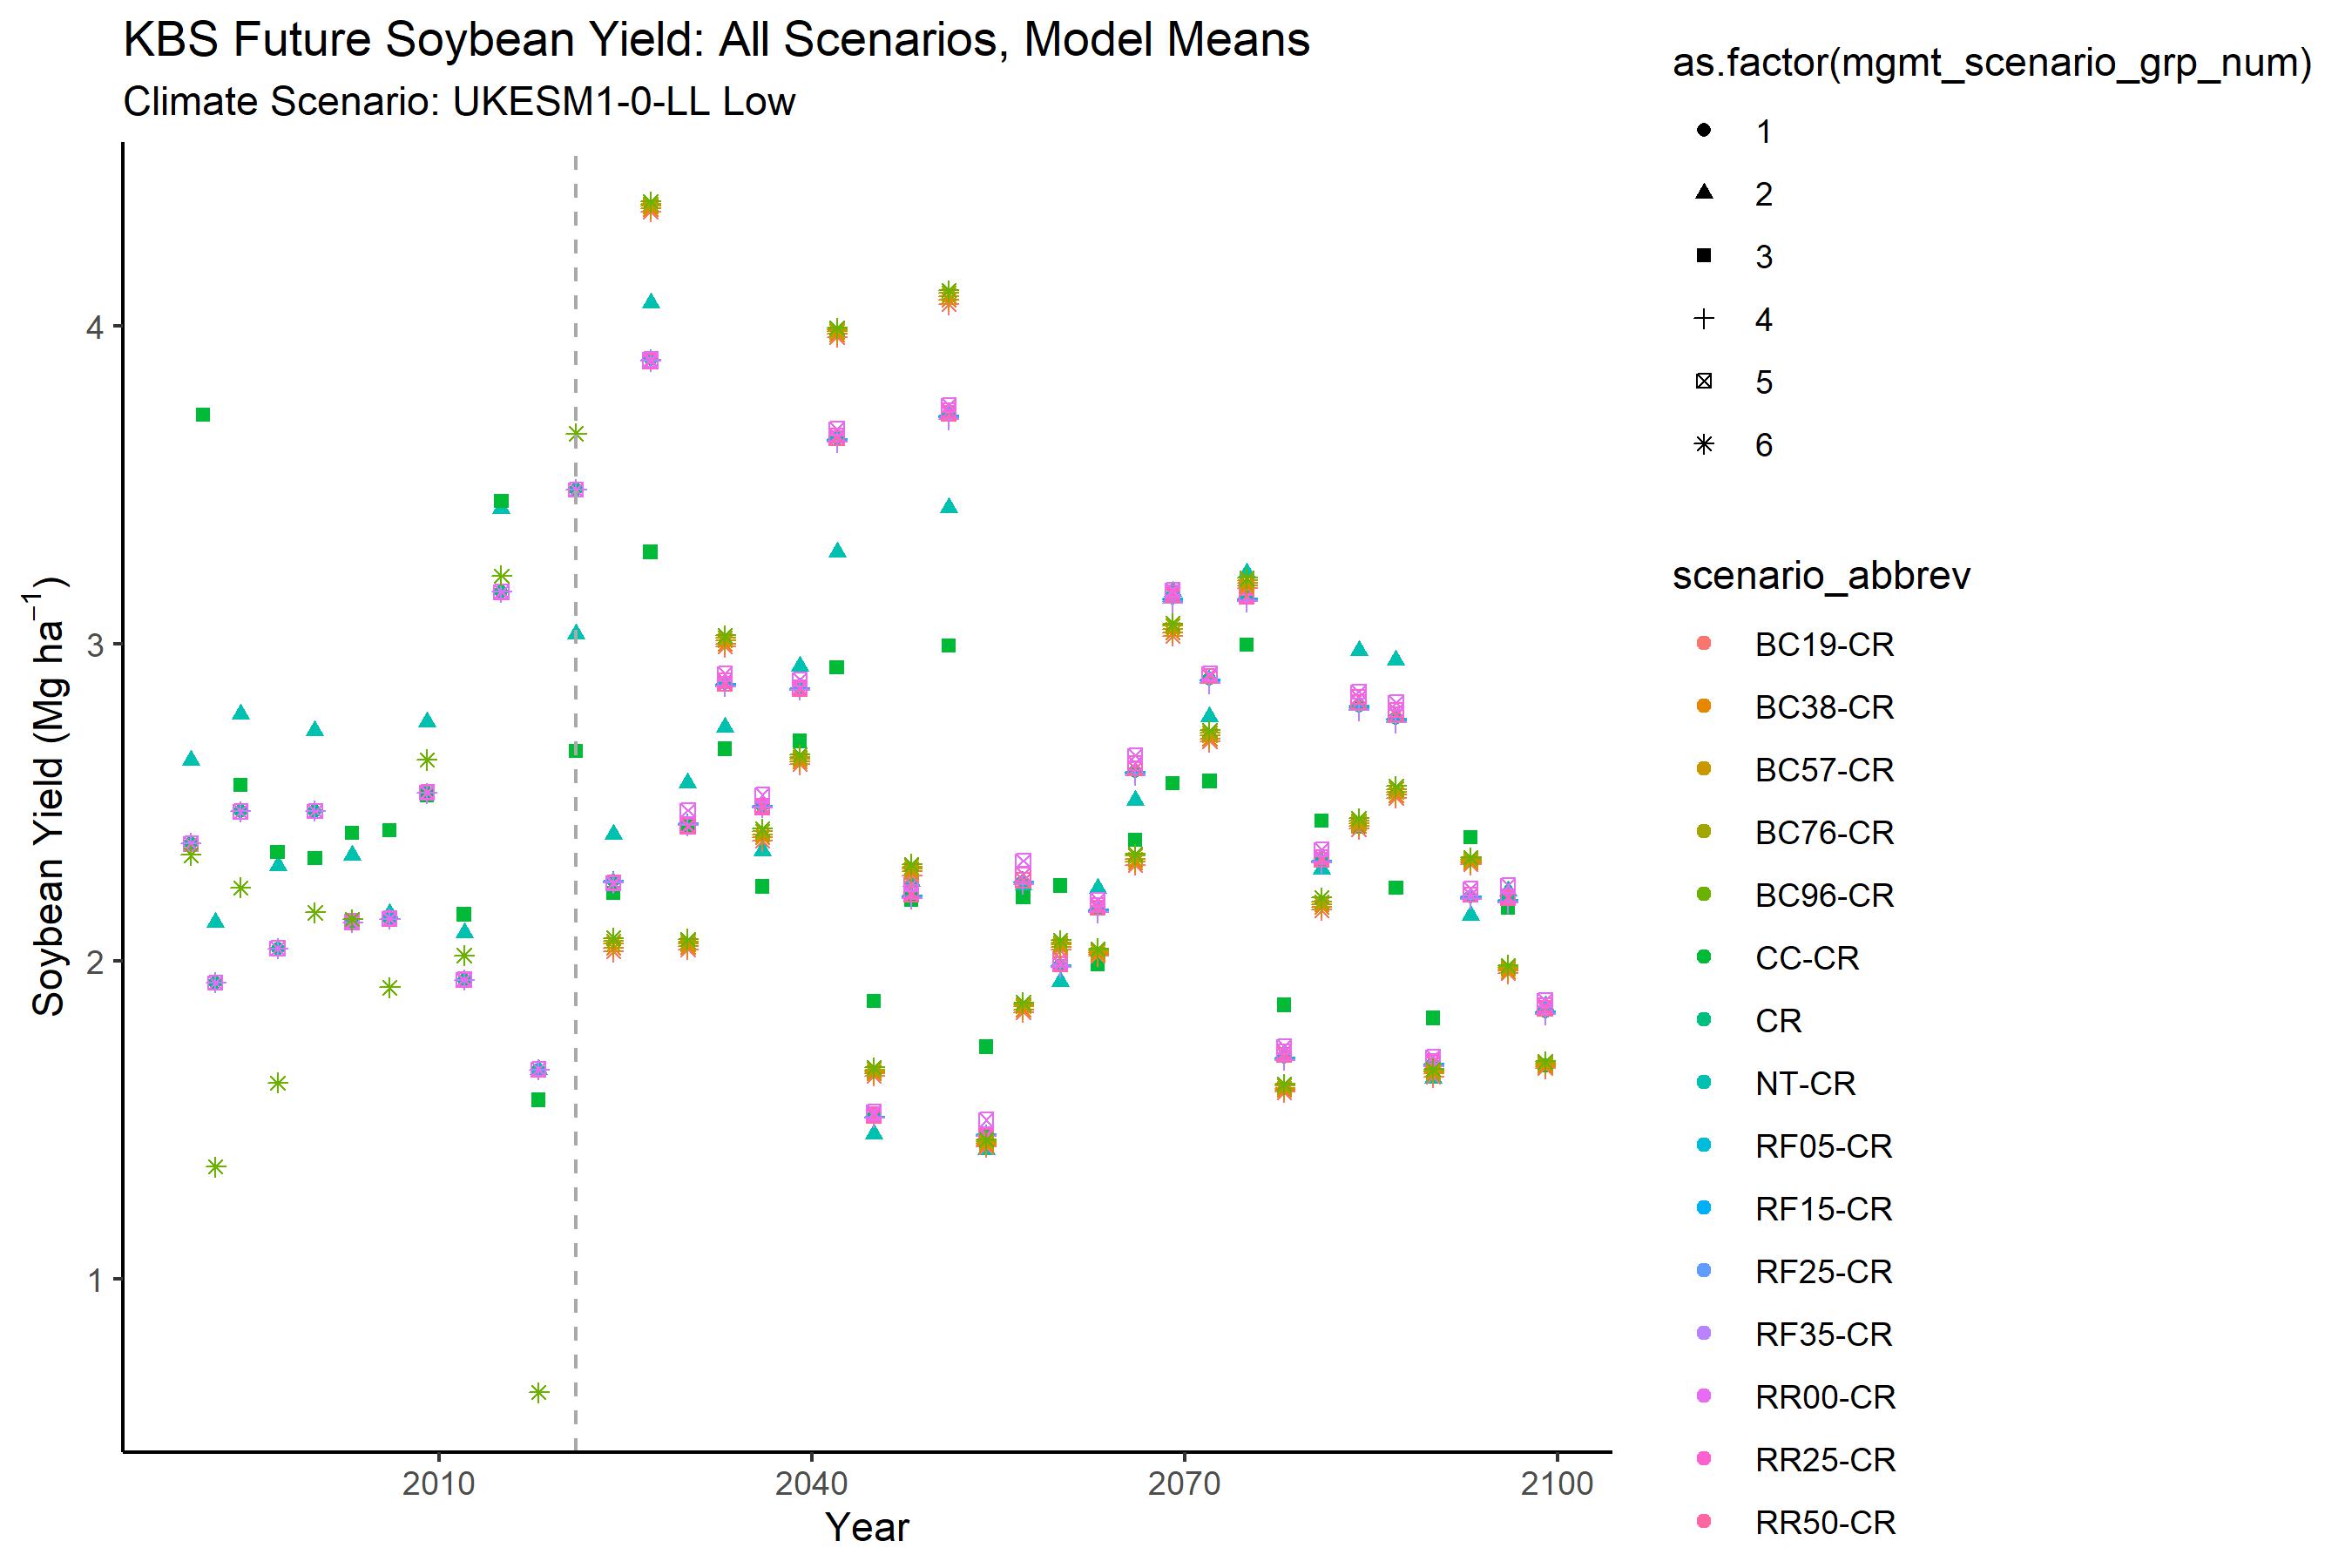 KBS Future Soybean Yield: All Scenarios, Model Means
Climate Scenario: UKESM1-0-LL Low
Soybean Yield (Mg ha⁻¹)
4
3
2
1
2010
2040
2070
2100
Year
as.factor(mgmt_scenario_grp_num)
1
2
3
4
5
6
scenario_abbrev
BC19-CR
BC38-CR
BC57-CR
BC76-CR
BC96-CR
CC-CR
CR
NT-CR
RF05-CR
RF15-CR
RF25-CR
RF35-CR
RR00-CR
RR25-CR
RR50-CR